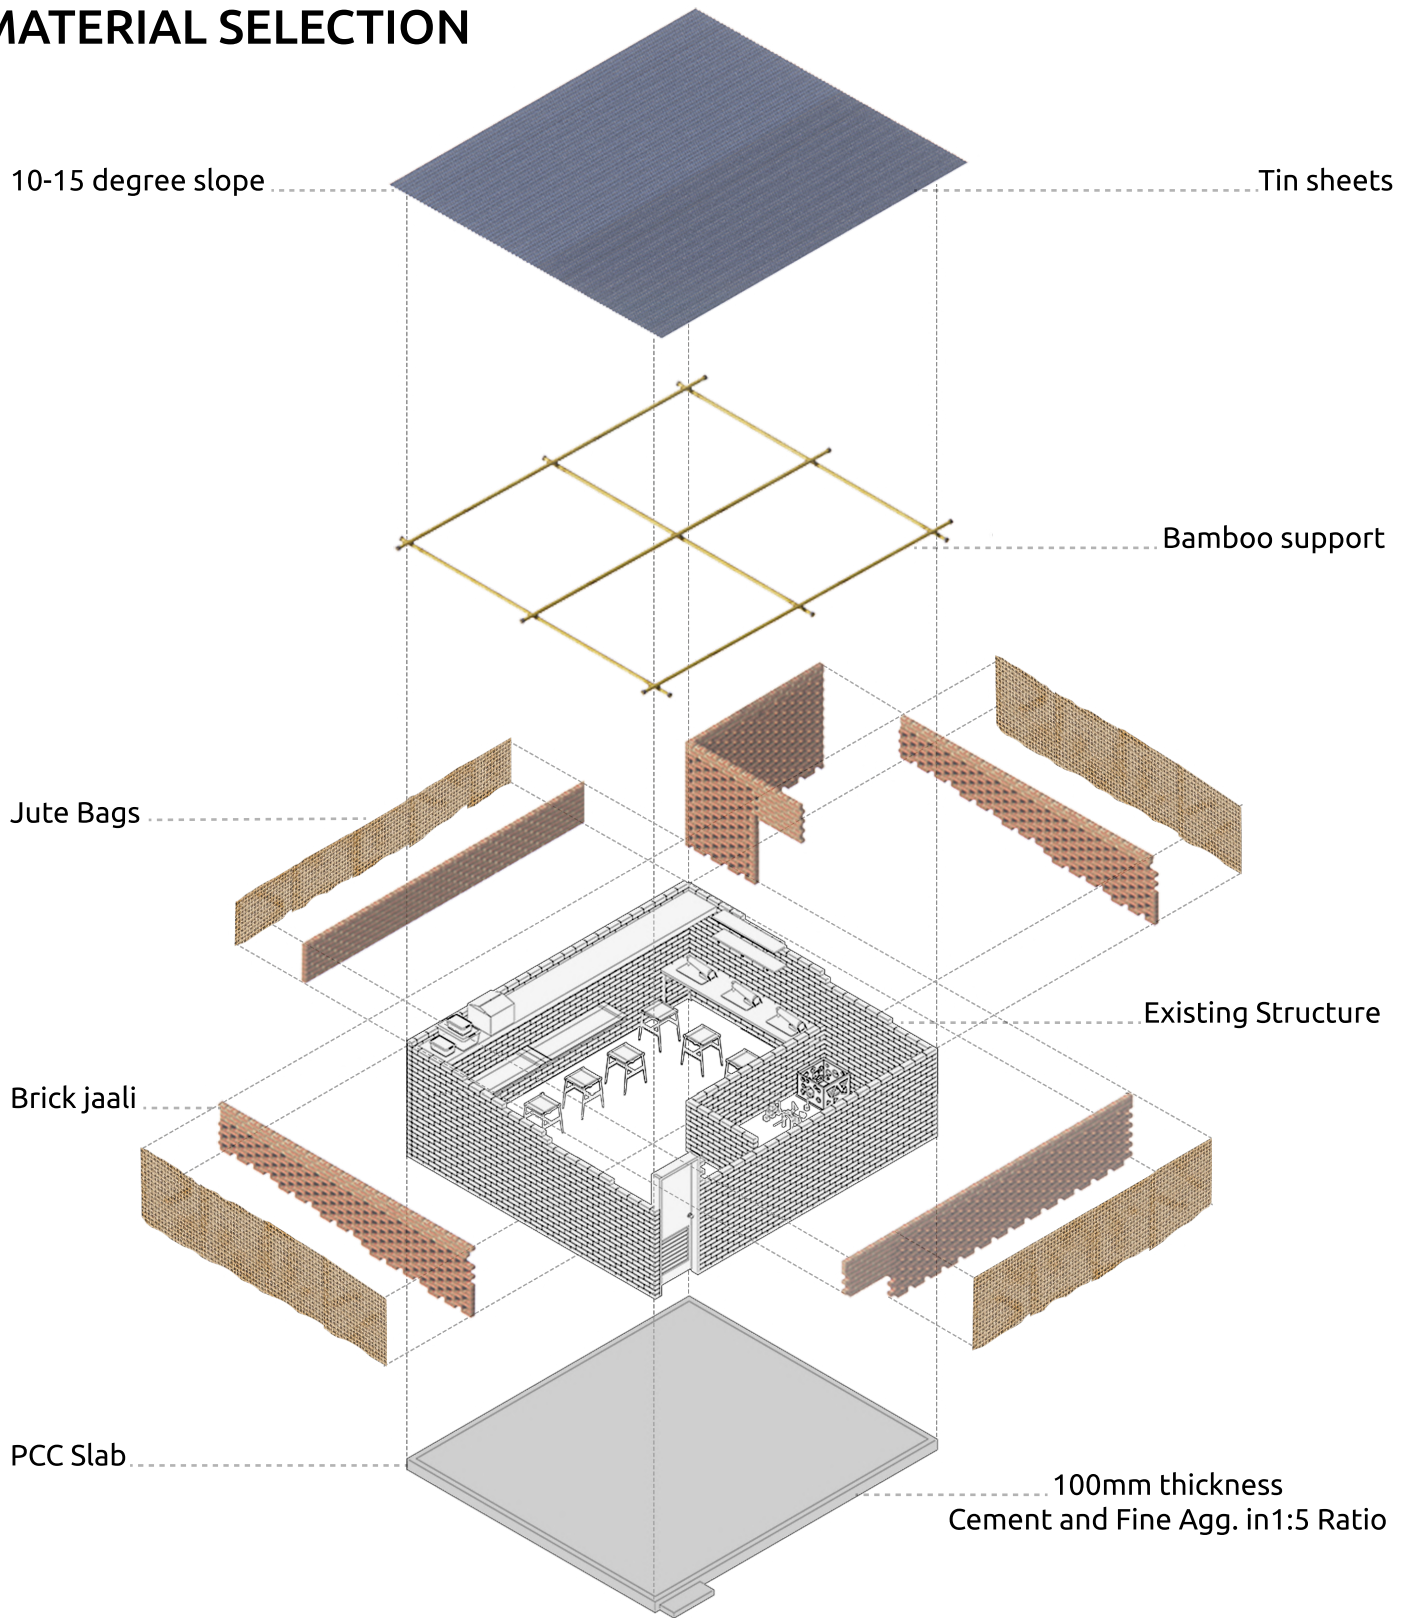 MATERIAL SELECTION
10-15 degree slope
Tin sheets
Bamboo support
Jute Bags
Existing Structure
Brick jaali
PCC Slab
100mm thickness
Cement and Fine Agg. in1:5 Ratio